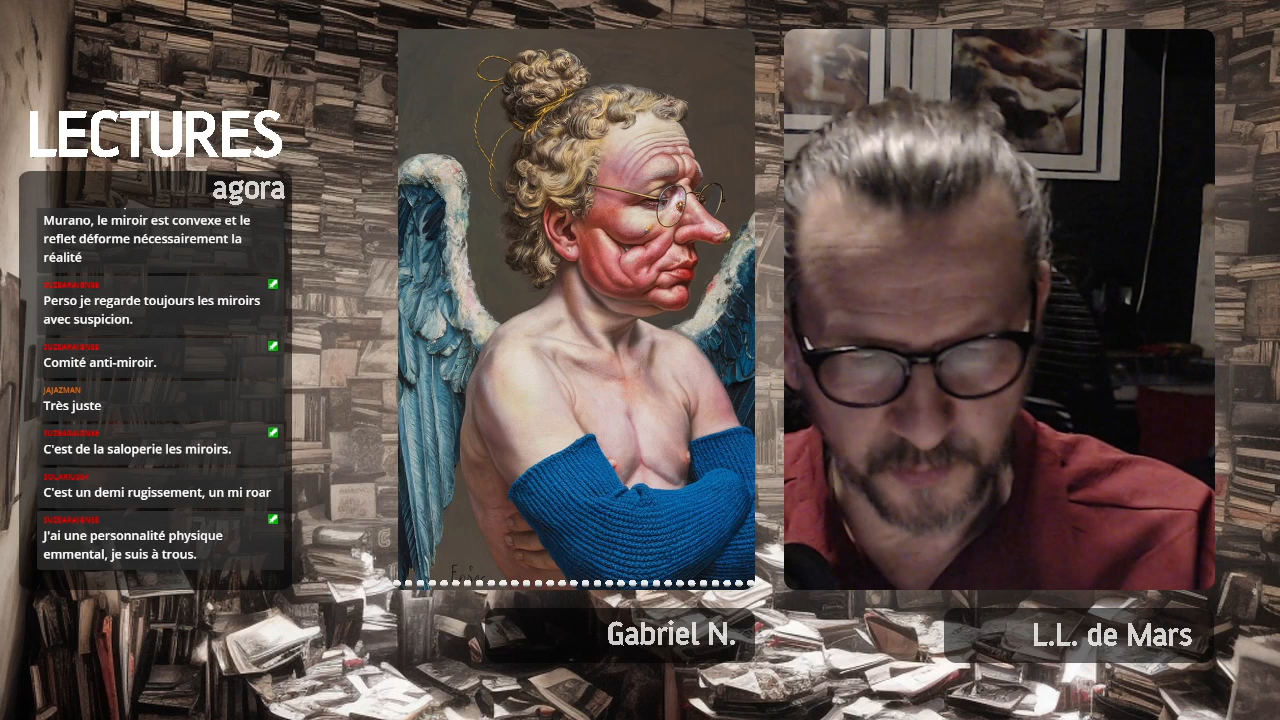 LECTURES
agora
Murano, le miroir est convexe et le
reflet déforme nécessairement la
réalité
Perso je regarde toujours les miroirs
avec suspicion.
Comité anti-miroir.
JAJAZMAN
Très juste
C'est de la saloperie les miroirs.
C'est un demi rugissement, un mi roar
J'ai une personnalité physique
emmental, je suis à trous.
Gabriel N.
L.L. de Mars